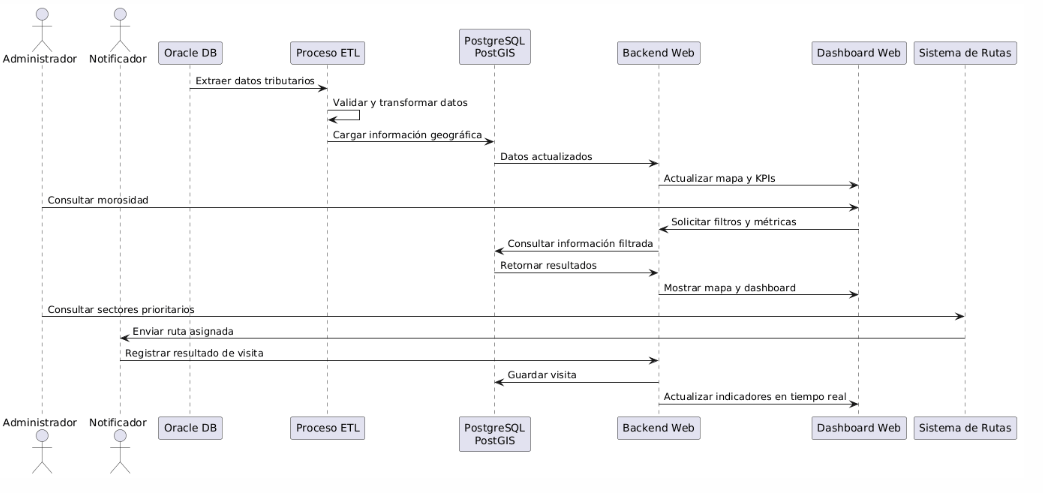 Administrador
Notificador
Oracle DB
Proceso ETL
PostgreSQL
PostGIS
Backend Web
Dashboard Web
Sistema de Rutas
Extraer datos tributarios
Validar y transformar datos
Cargar información geográfica
Datos actualizados
Actualizar mapa y KPIs
Consultar morosidad
Solicitar filtros y métricas
Consultar información filtrada
Retornar resultados
Mostrar mapa y dashboard
Consultar sectores prioritarios
Enviar ruta asignada
Registrar resultado de visita
Guardar visita
Actualizar indicadores en tiempo real
Administrador
Notificador
Oracle DB
Proceso ETL
PostgreSQL
PostGIS
Backend Web
Dashboard Web
Sistema de Rutas